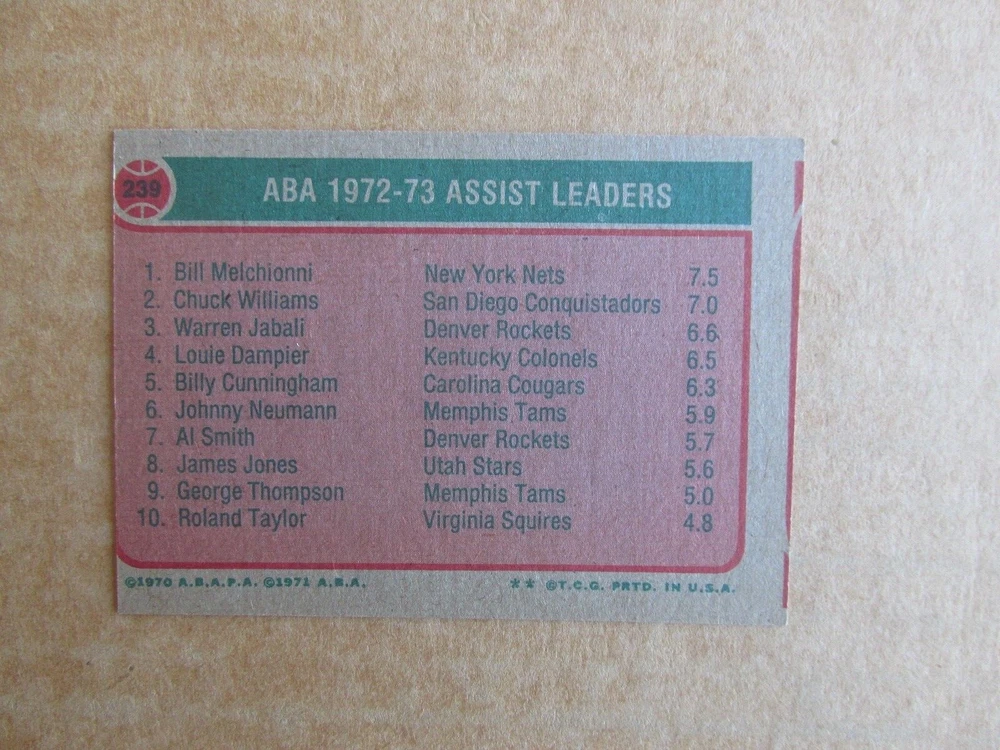 239
ABA 1972-73 ASSIST LEADERS
1. Bill Melchionni New York Nets 7.5
2. Chuck Williams San Diego Conquistadors 7.0
3. Warren Jabali Denver Rockets 6.6
4. Louie Dampier Kentucky Colonels 6.5
5. Billy Cunningham Carolina Cougars 6.3
6. Johnny Neumann Memphis Tams 5.9
7. Al Smith Denver Rockets 5.7
8. James Jones Utah Stars 5.6
9. George Thompson Memphis Tams 5.0
10. Roland Taylor Virginia Squires 4.8
©1970 A.B.A.P.A. ©1971 A.B.A. ** ©T.C.G. PRTD. IN U.S.A.